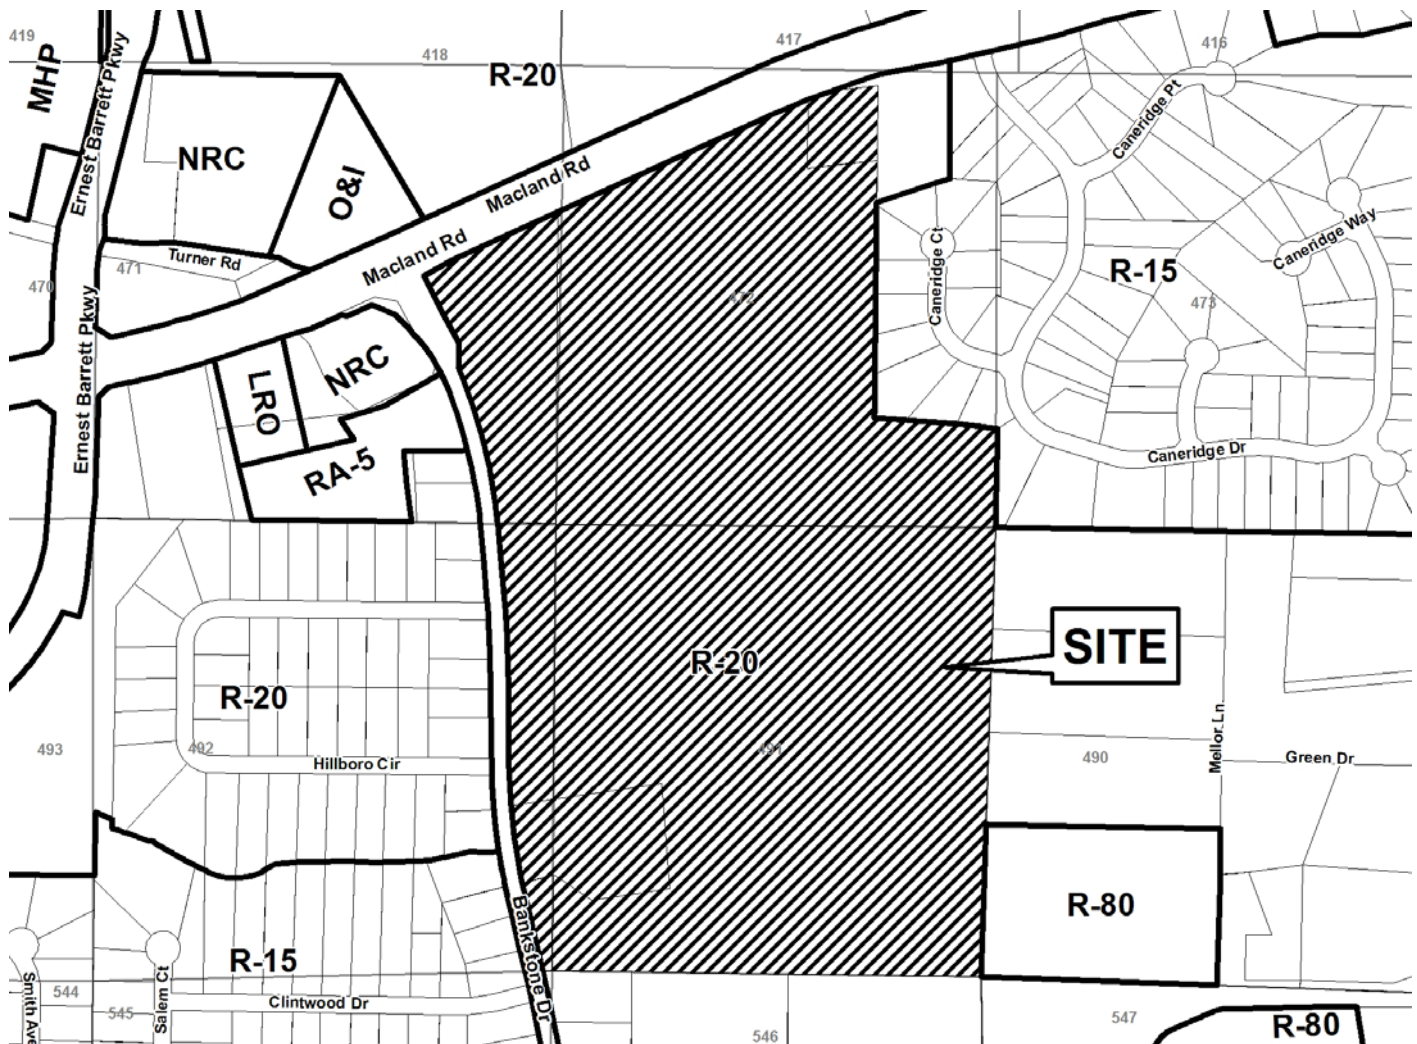 419
MHP
Ernest Barrett Pkwy
418
R-20
417
416
NRC
O&I
Macland Rd
Caneridge Pt
Turner Rd
Macland Rd
471
470
472
Caneridge Ct
R-15
473
Caneridge Way
Ernest Barrett Pkwy
LRO
NRC
RA-5
Caneridge Dr
R-20
SITE
R-20
493
492
Hillboro Cir
491
490
Mellor Ln
Green Dr
R-80
R-15
Bankstone Dr
Smith Ave
544
545
Salem Ct
Clintwood Dr
546
547
R-80